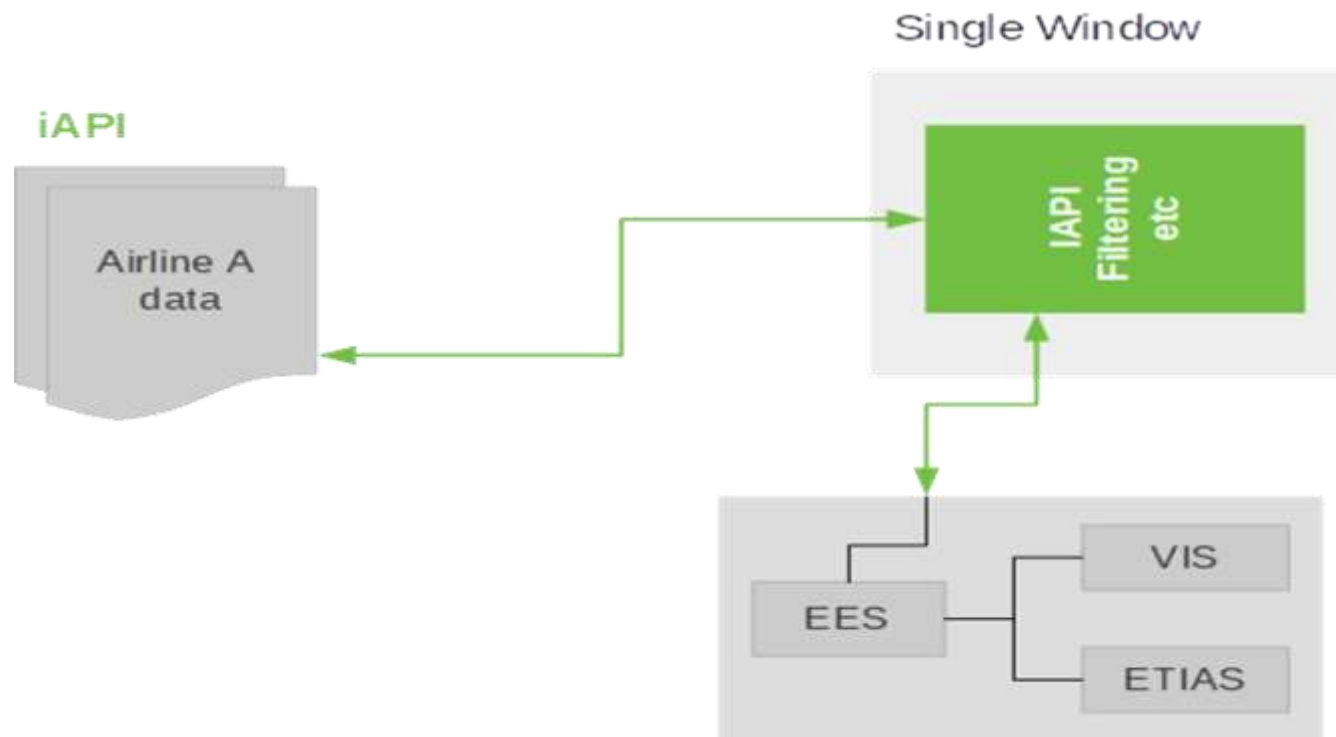 Single Window
iAPI
IAPI
Filtering
etc
Airline A
data
VIS
EES
ETIAS